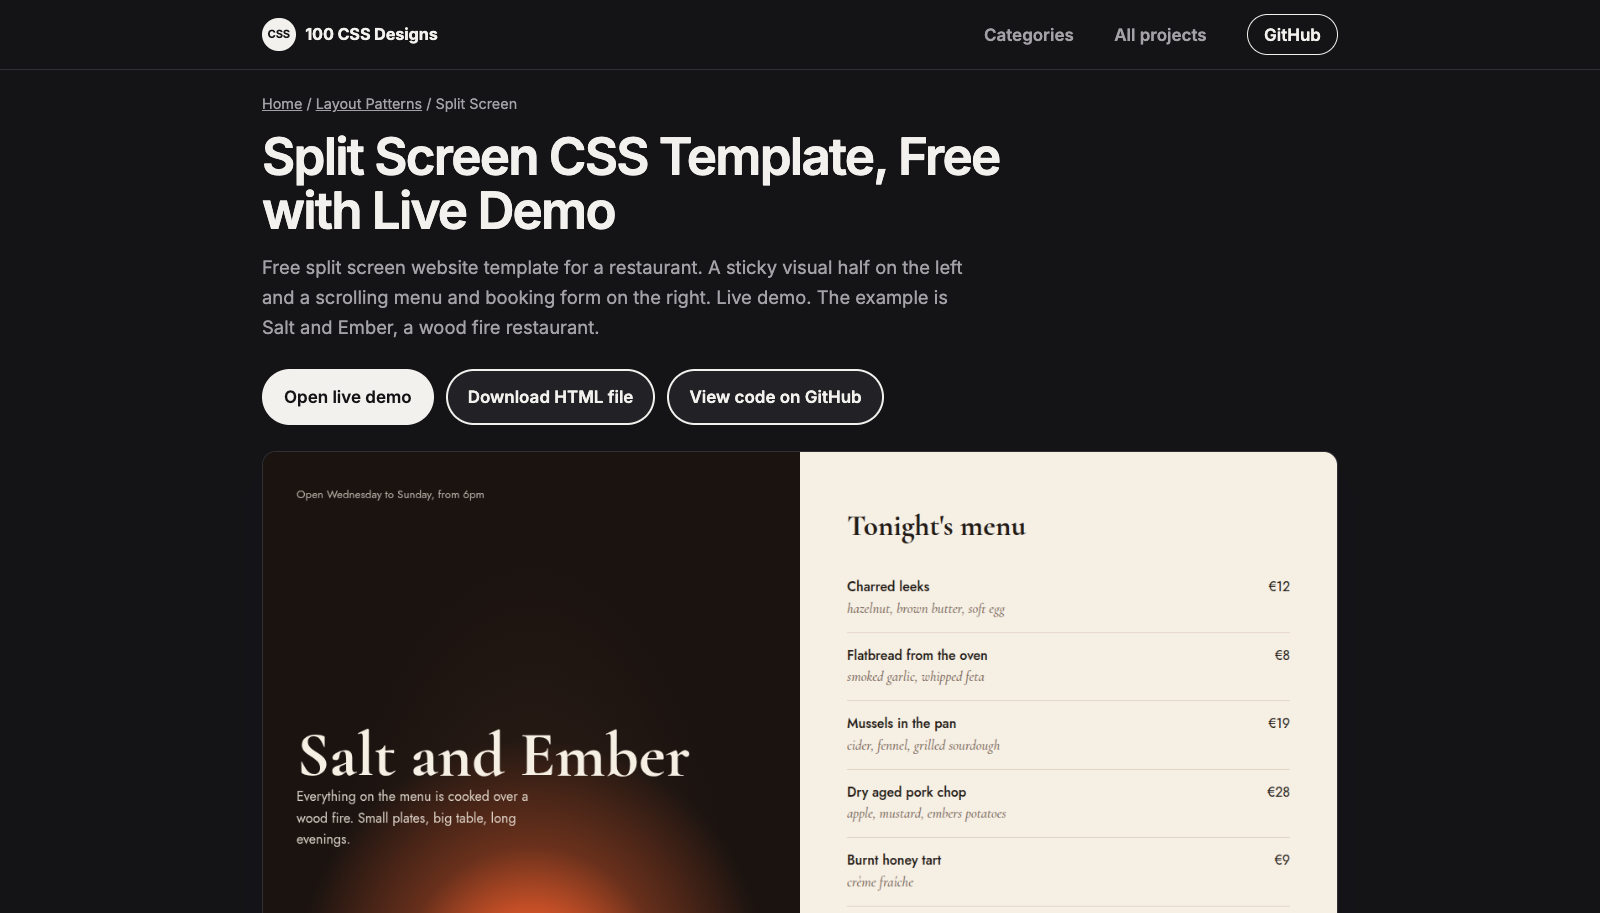 CSS 100 CSS Designs
Categories
All projects
GitHub
Home / Layout Patterns / Split Screen
Split Screen CSS Template, Free
with Live Demo
Free split screen website template for a restaurant. A sticky visual half on the left
and a scrolling menu and booking form on the right. Live demo. The example is
Salt and Ember, a wood fire restaurant.
Open live demo
Download HTML file
View code on GitHub
Open Wednesday to Sunday, from 6pm
Salt and Ember
Everything on the menu is cooked over a
wood fire. Small plates, big table, long
evenings.
Tonight's menu
Charred leeks €12
hazelnut, brown butter, soft egg
Flatbread from the oven €8
smoked garlic, whipped feta
Mussels in the pan €19
cider, fennel, grilled sourdough
Dry aged pork chop €28
apple, mustard, embers potatoes
Burnt honey tart €9
crème fraîche